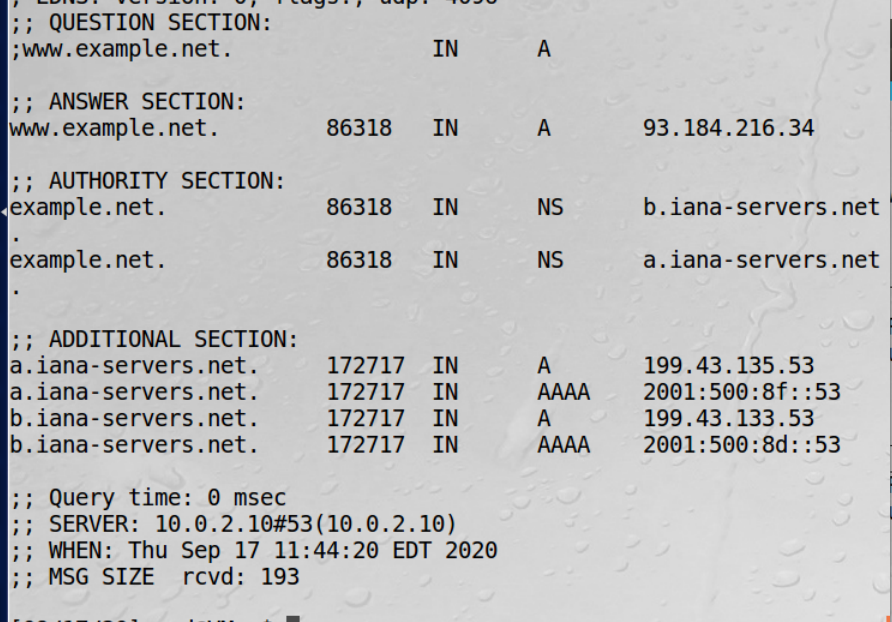 ;; QUESTION SECTION:
;www.example.net. IN A
;; ANSWER SECTION:
www.example.net. 86318 IN A 93.184.216.34
;; AUTHORITY SECTION:
example.net. 86318 IN NS b.iana-servers.net
.
example.net. 86318 IN NS a.iana-servers.net
.
;; ADDITIONAL SECTION:
a.iana-servers.net. 172717 IN A 199.43.135.53
a.iana-servers.net. 172717 IN AAAA 2001:500:8f::53
b.iana-servers.net. 172717 IN A 199.43.133.53
b.iana-servers.net. 172717 IN AAAA 2001:500:8d::53
;; Query time: 0 msec
;; SERVER: 10.0.2.10#53(10.0.2.10)
;; WHEN: Thu Sep 17 11:44:20 EDT 2020
;; MSG SIZE rcvd: 193